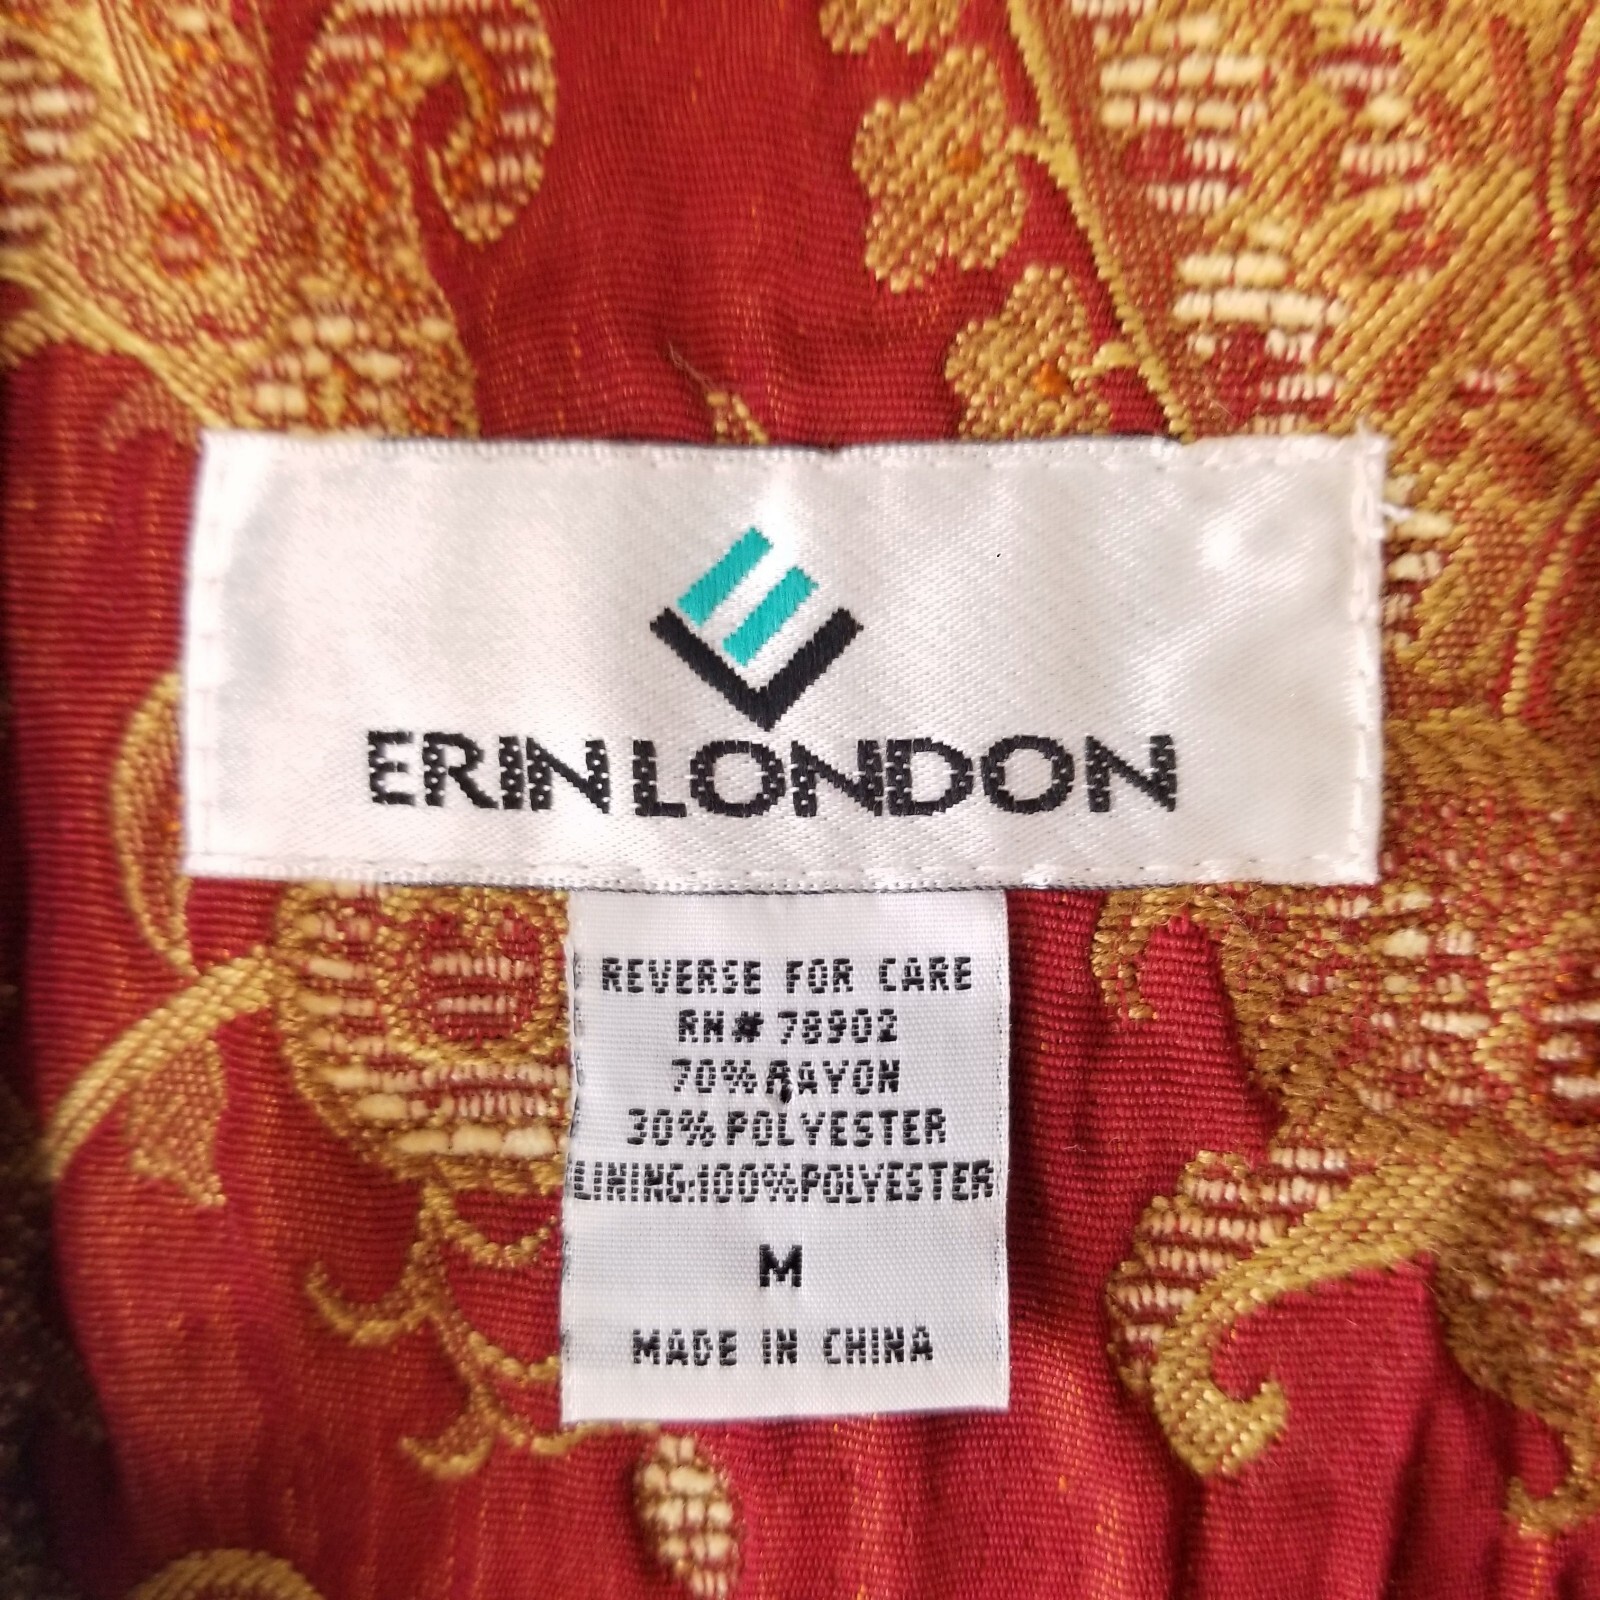 ERIN LONDON
REVERSE FOR CARE
RN# 78902
70% RAYON
30% POLYESTER
LINING:100% POLYESTER
M
MADE IN CHINA